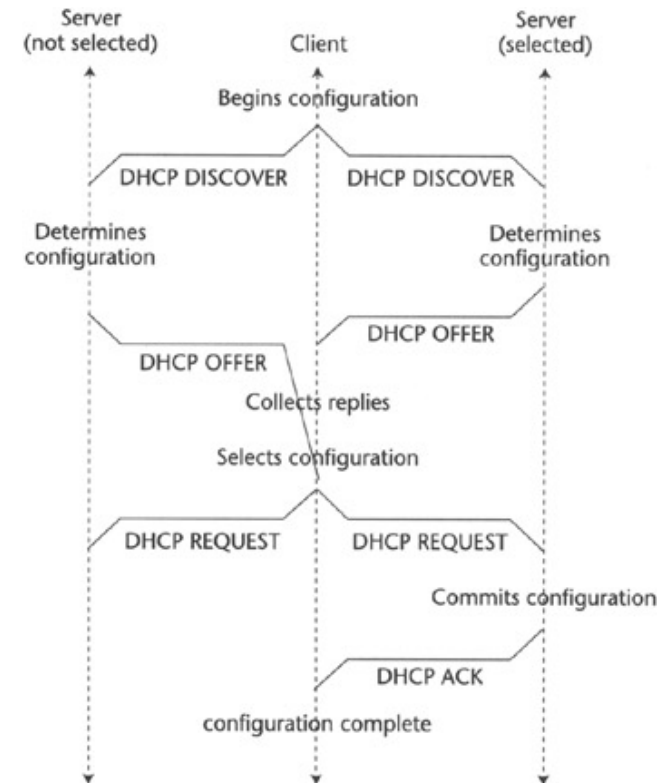 Server
(not selected)
Client
Server
(selected)
Begins configuration
DHCP DISCOVER
DHCP DISCOVER
Determines
configuration
Determines
configuration
DHCP OFFER
DHCP OFFER
Collects replies
Selects configuration
DHCP REQUEST
DHCP REQUEST
Commits configuration
DHCP ACK
configuration complete